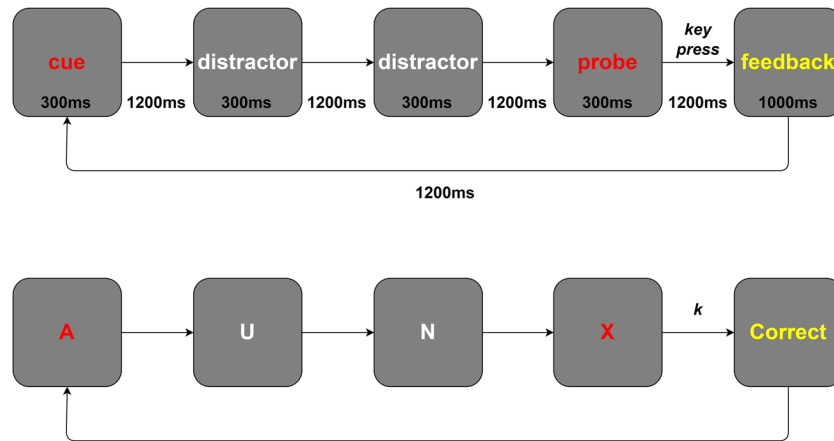 cue distractor distractor probe key press feedback
300ms 1200ms 300ms 1200ms 300ms 1200ms 300ms 1200ms 1000ms
1200ms
A U N X k Correct